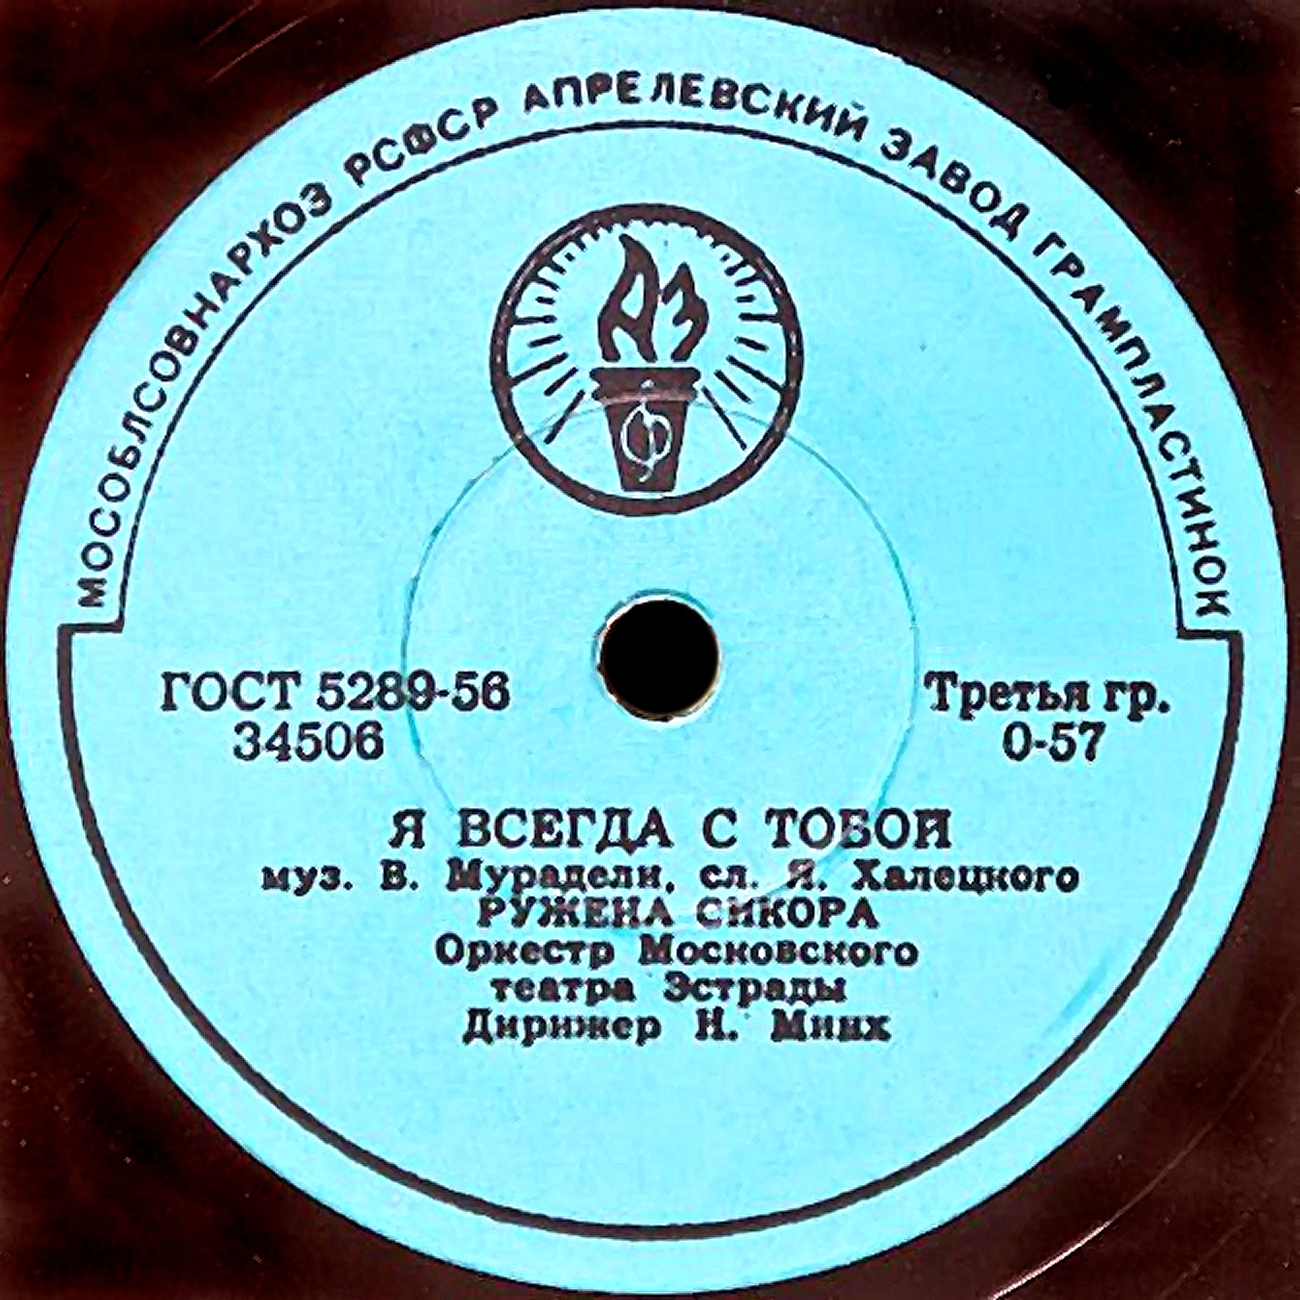 МОСОБЛСОВНАРХОЗ РСФСР АПРЕЛЕВСКИЙ ЗАВОД ГРАМПЛАСТИНОК
АЗ
Ф
ГОСТ 5289-56
34506
Третья гр.
0-57
Я ВСЕГДА С ТОБОЙ
муз. В. Мурадели, сл. Я. Халецкого
РУЖЕНА СИКОРА
Оркестр Московского
театра Эстрады
Дирижер Н. Минх